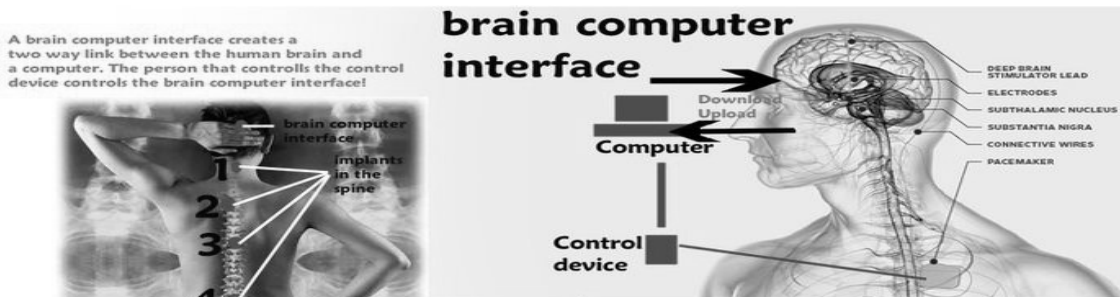 A brain computer interface creates a
two way link between the human brain and
a computer. The person that controlls the control
device controls the brain computer interface!
brain computer
interface
implants
in the
spine
1
2
3
4
brain computer
interface
Download
Upload
Computer
Control
device
DEEP BRAIN
STIMULATOR LEAD
ELECTRODES
SUBTHALAMIC NUCLEUS
SUBSTANTIA NIGRA
CONNECTIVE WIRES
PACEMAKER